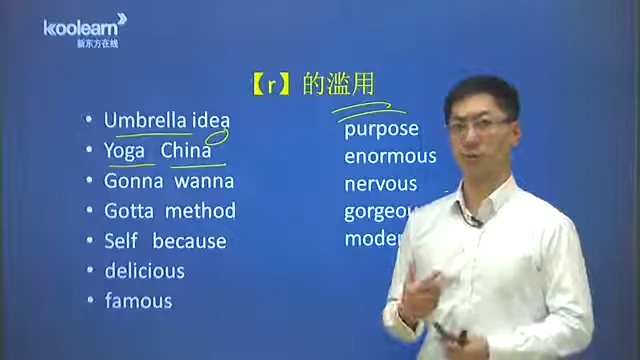 koolearn
新东方在线
【r】的滥用
• Umbrella idea
• Yoga China
• Gonna wanna
• Gotta method
• Self because
• delicious
• famous
purpose
enormous
nervous